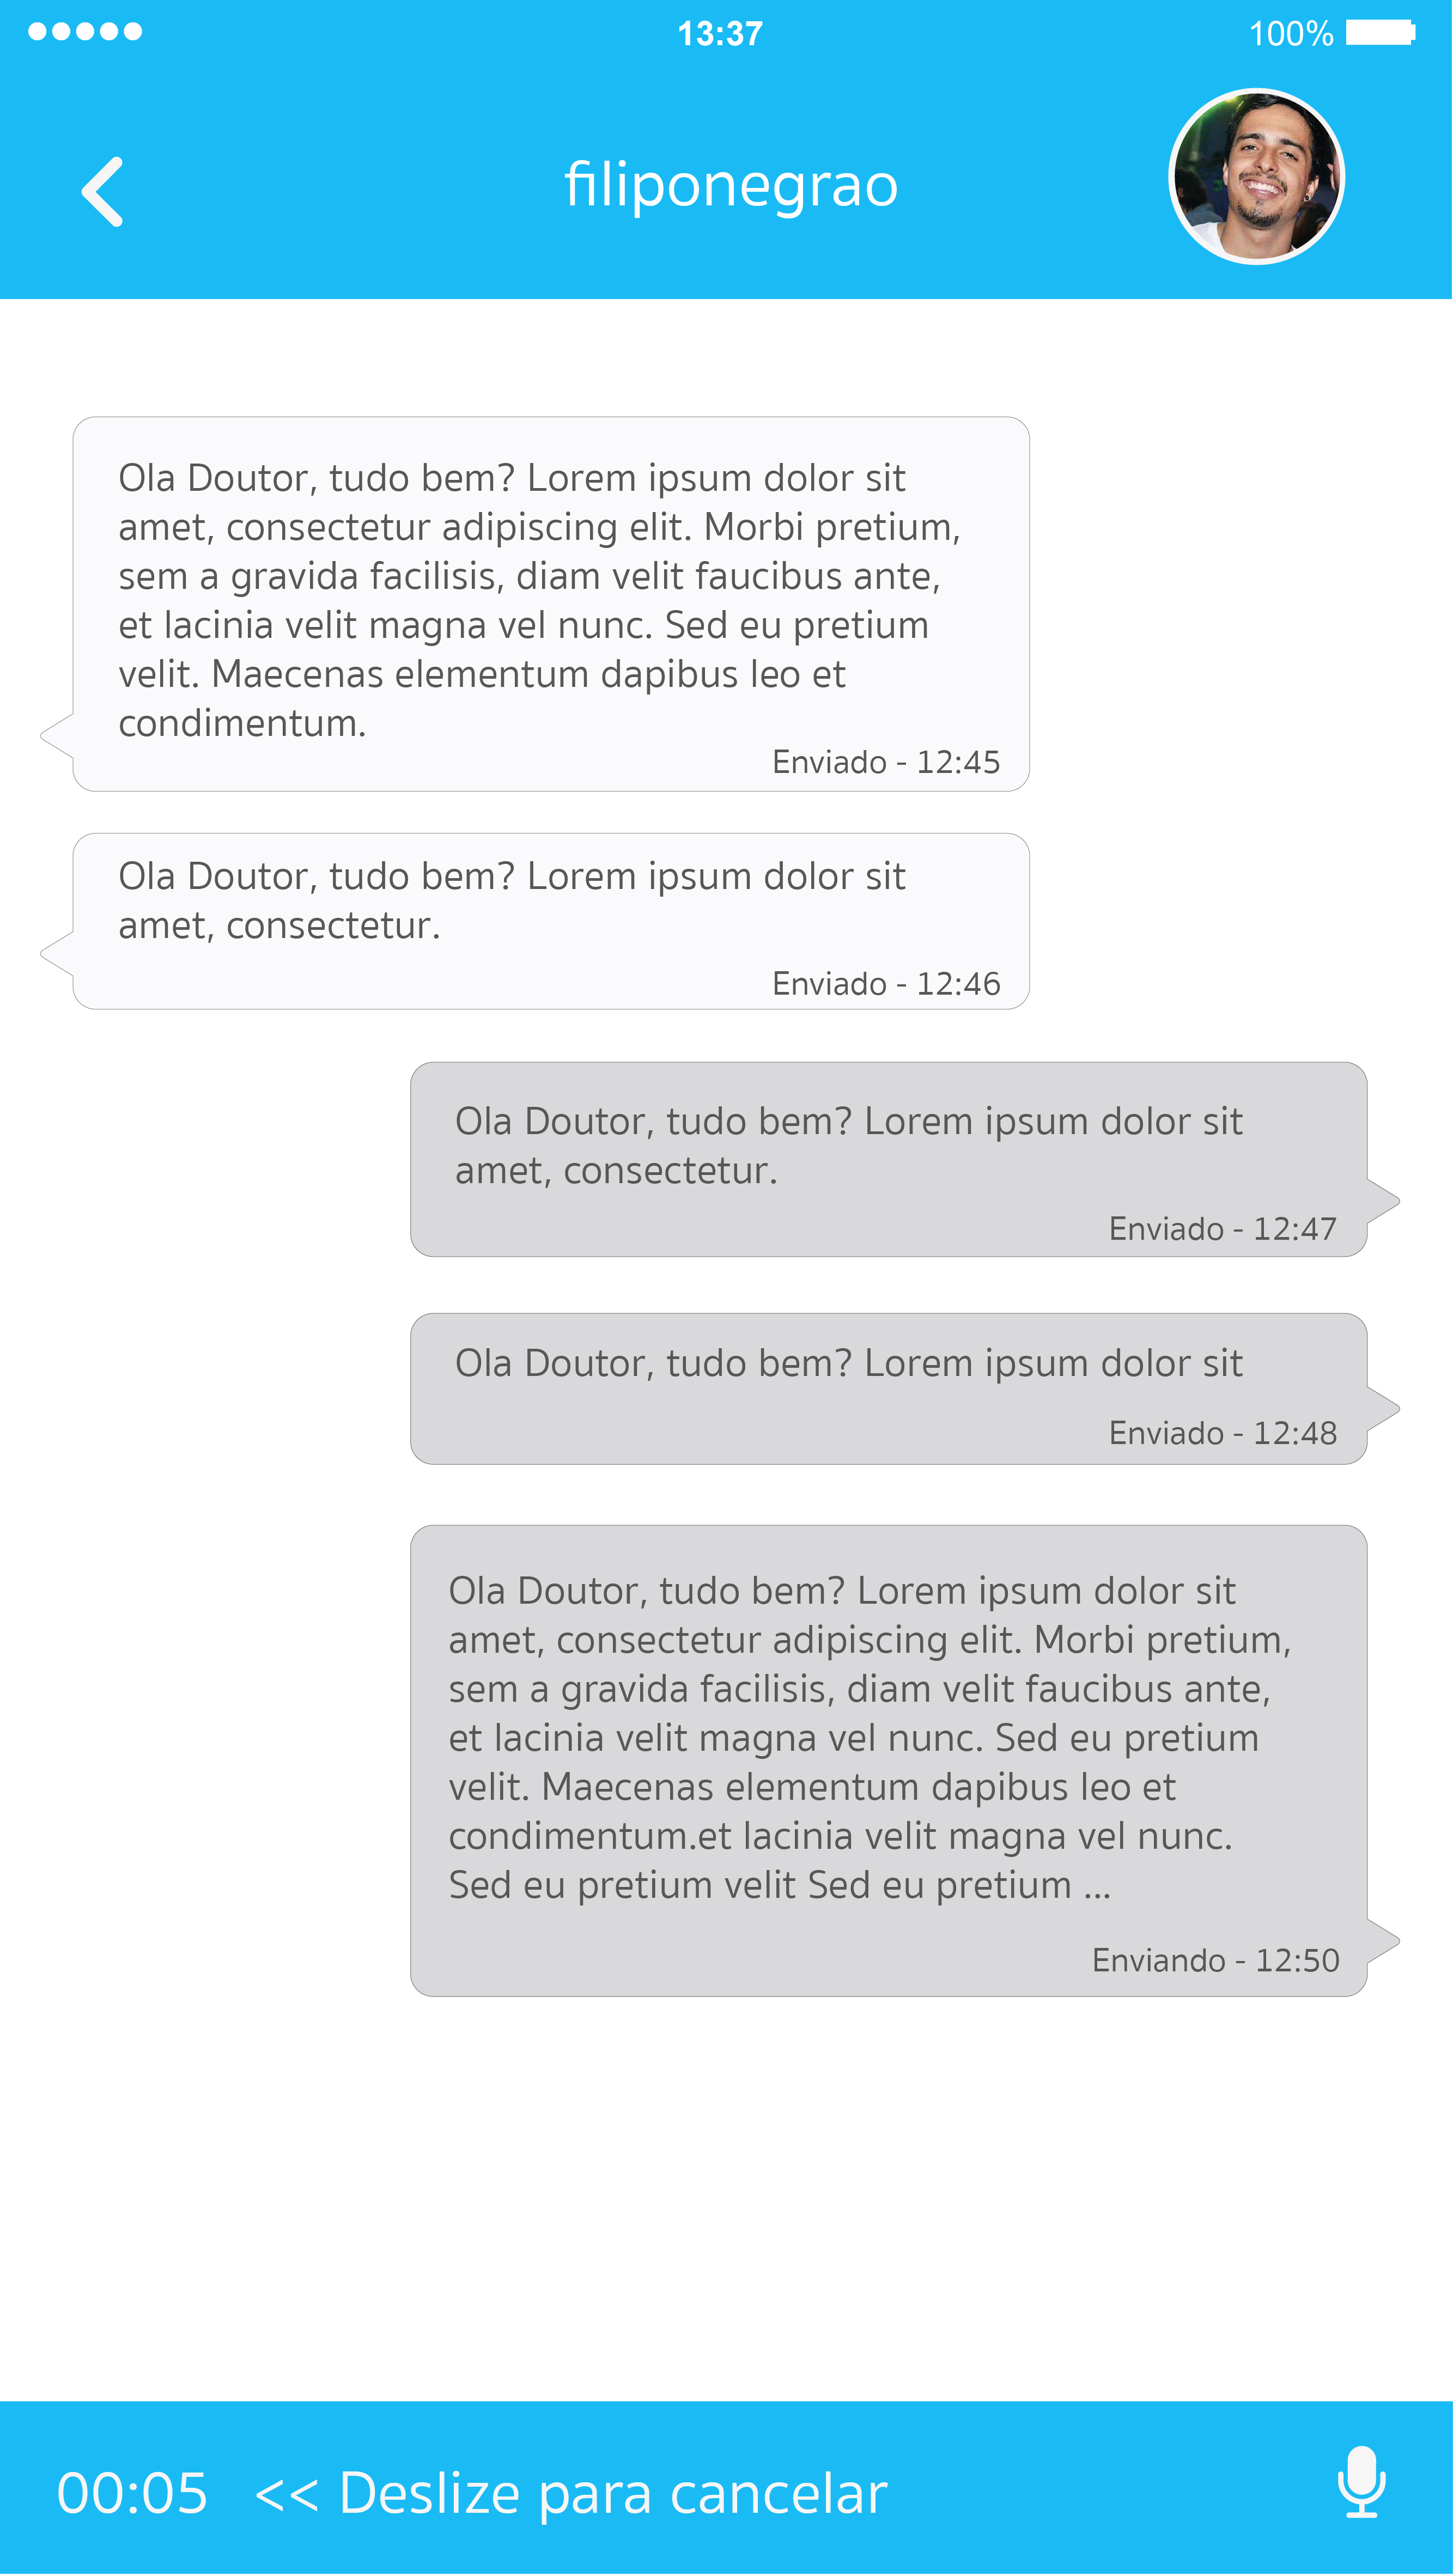 13:37
100%
filiponegrao
Ola Doutor, tudo bem? Lorem ipsum dolor sit
amet, consectetur adipiscing elit. Morbi pretium,
sem a gravida facilisis, diam velit faucibus ante,
et lacinia velit magna vel nunc. Sed eu pretium
velit. Maecenas elementum dapibus leo et
condimentum.
Enviado - 12:45
Ola Doutor, tudo bem? Lorem ipsum dolor sit
amet, consectetur.
Enviado - 12:46
Ola Doutor, tudo bem? Lorem ipsum dolor sit
amet, consectetur.
Enviado - 12:47
Ola Doutor, tudo bem? Lorem ipsum dolor sit
Enviado - 12:48
Ola Doutor, tudo bem? Lorem ipsum dolor sit
amet, consectetur adipiscing elit. Morbi pretium,
sem a gravida facilisis, diam velit faucibus ante,
et lacinia velit magna vel nunc. Sed eu pretium
velit. Maecenas elementum dapibus leo et
condimentum.et lacinia velit magna vel nunc.
Sed eu pretium velit Sed eu pretium ...
Enviando - 12:50
00:05 << Deslize para cancelar